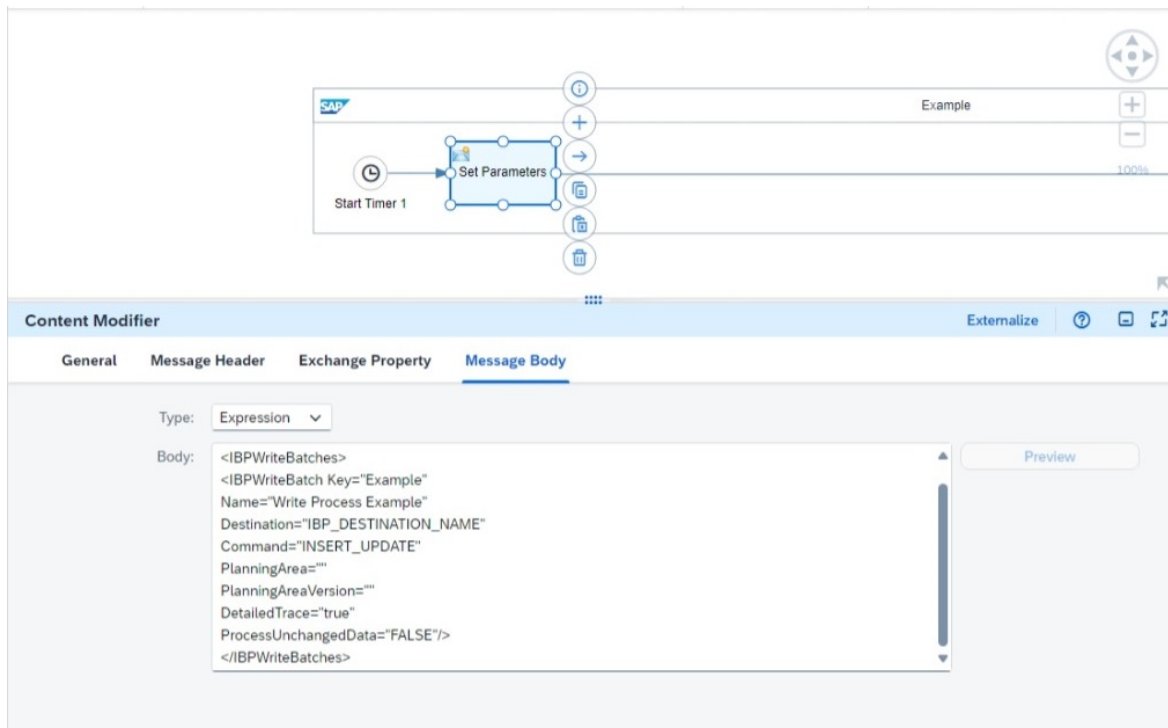 SAP
Example
Set Parameters
Start Timer 1
100%
Content Modifier
Externalize
General
Message Header
Exchange Property
Message Body
Type:
Expression
Body:
<IBPWriteBatches>
<IBPWriteBatch Key="Example"
Name="Write Process Example"
Destination="IBP_DESTINATION_NAME"
Command="INSERT_UPDATE"
PlanningArea=""
PlanningAreaVersion=""
DetailedTrace="true"
ProcessUnchangedData="FALSE"/>
</IBPWriteBatches>
Preview